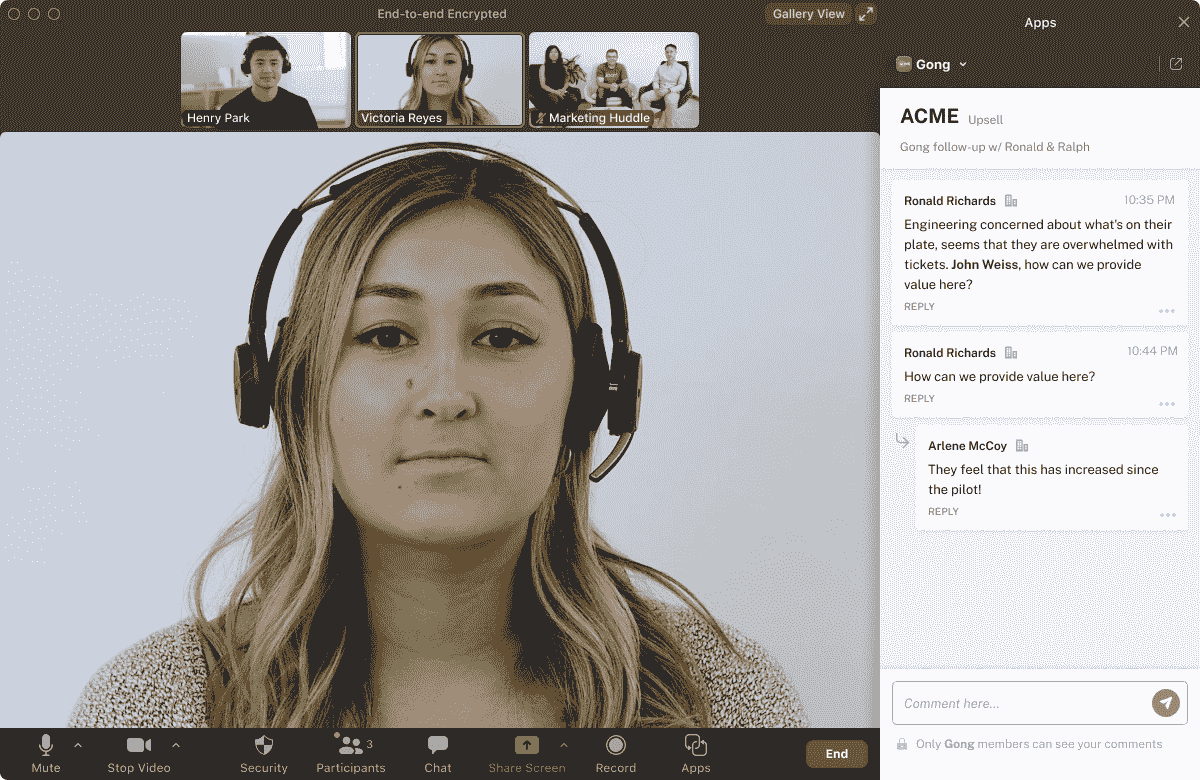 End-to-end Encrypted
Gallery View
Henry Park
Victoria Reyes
Marketing Huddle
Mute
Stop Video
Security
Participants
3
Chat
Share Screen
Record
Apps
End
Apps
Gong
ACME Upsell
Gong follow-up w/ Ronald & Ralph
Ronald Richards
10:35 PM
Engineering concerned about what's on their
plate, seems that they are overwhelmed with
tickets. John Weiss, how can we provide
value here?
REPLY
Ronald Richards
10:44 PM
How can we provide value here?
REPLY
Arlene McCoy
They feel that this has increased since
the pilot!
REPLY
Comment here...
Only Gong members can see your comments